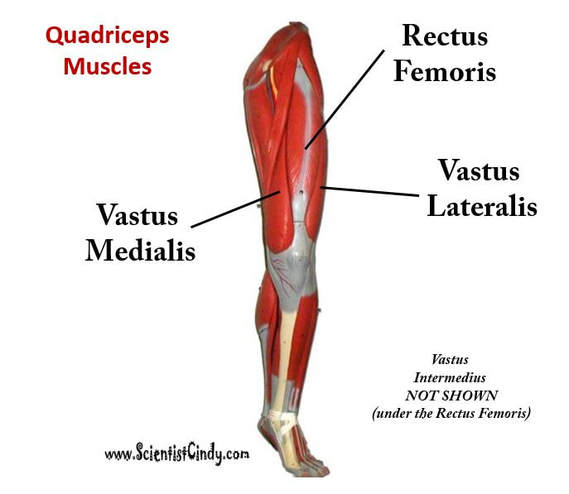 Quadriceps
Muscles
Rectus
Femoris
Vastus
Lateralis
Vastus
Medialis
Vastus
Intermedius
NOT SHOWN
(under the Rectus Femoris)
www.ScientistCindy.com